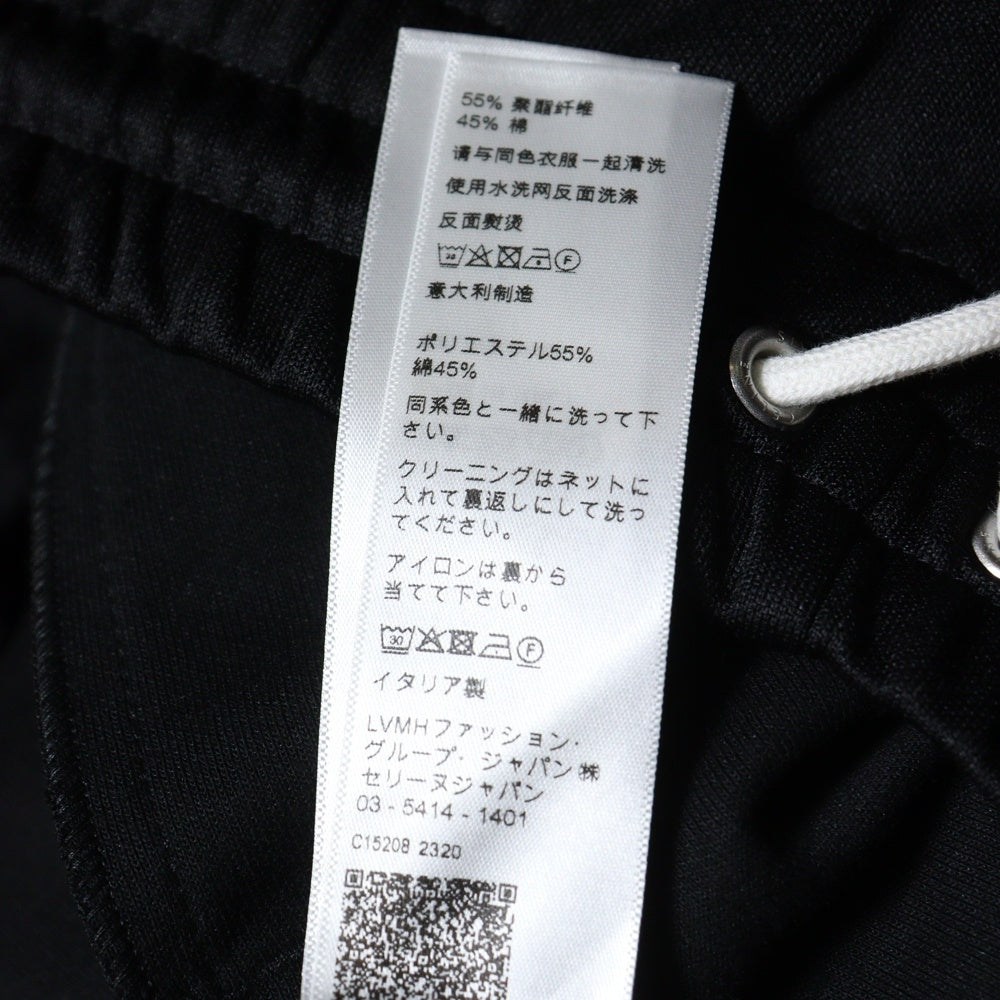 55% 聚酯纤维
45% 棉
请与同色衣服一起清洗
使用水洗网反面洗涤
反面熨烫
30 F
意大利制造
ポリエステル55%
綿45%
同系色と一緒に洗って下
さい。
クリーニングはネットに
入れて裏返しにして洗っ
てください。
アイロンは裏から
当てて下さい。
30 F
イタリア製
LVMHファッション・
グループ・ジャパン㈱
セリーヌジャパン
03 - 5414 - 1401
C15208 2320